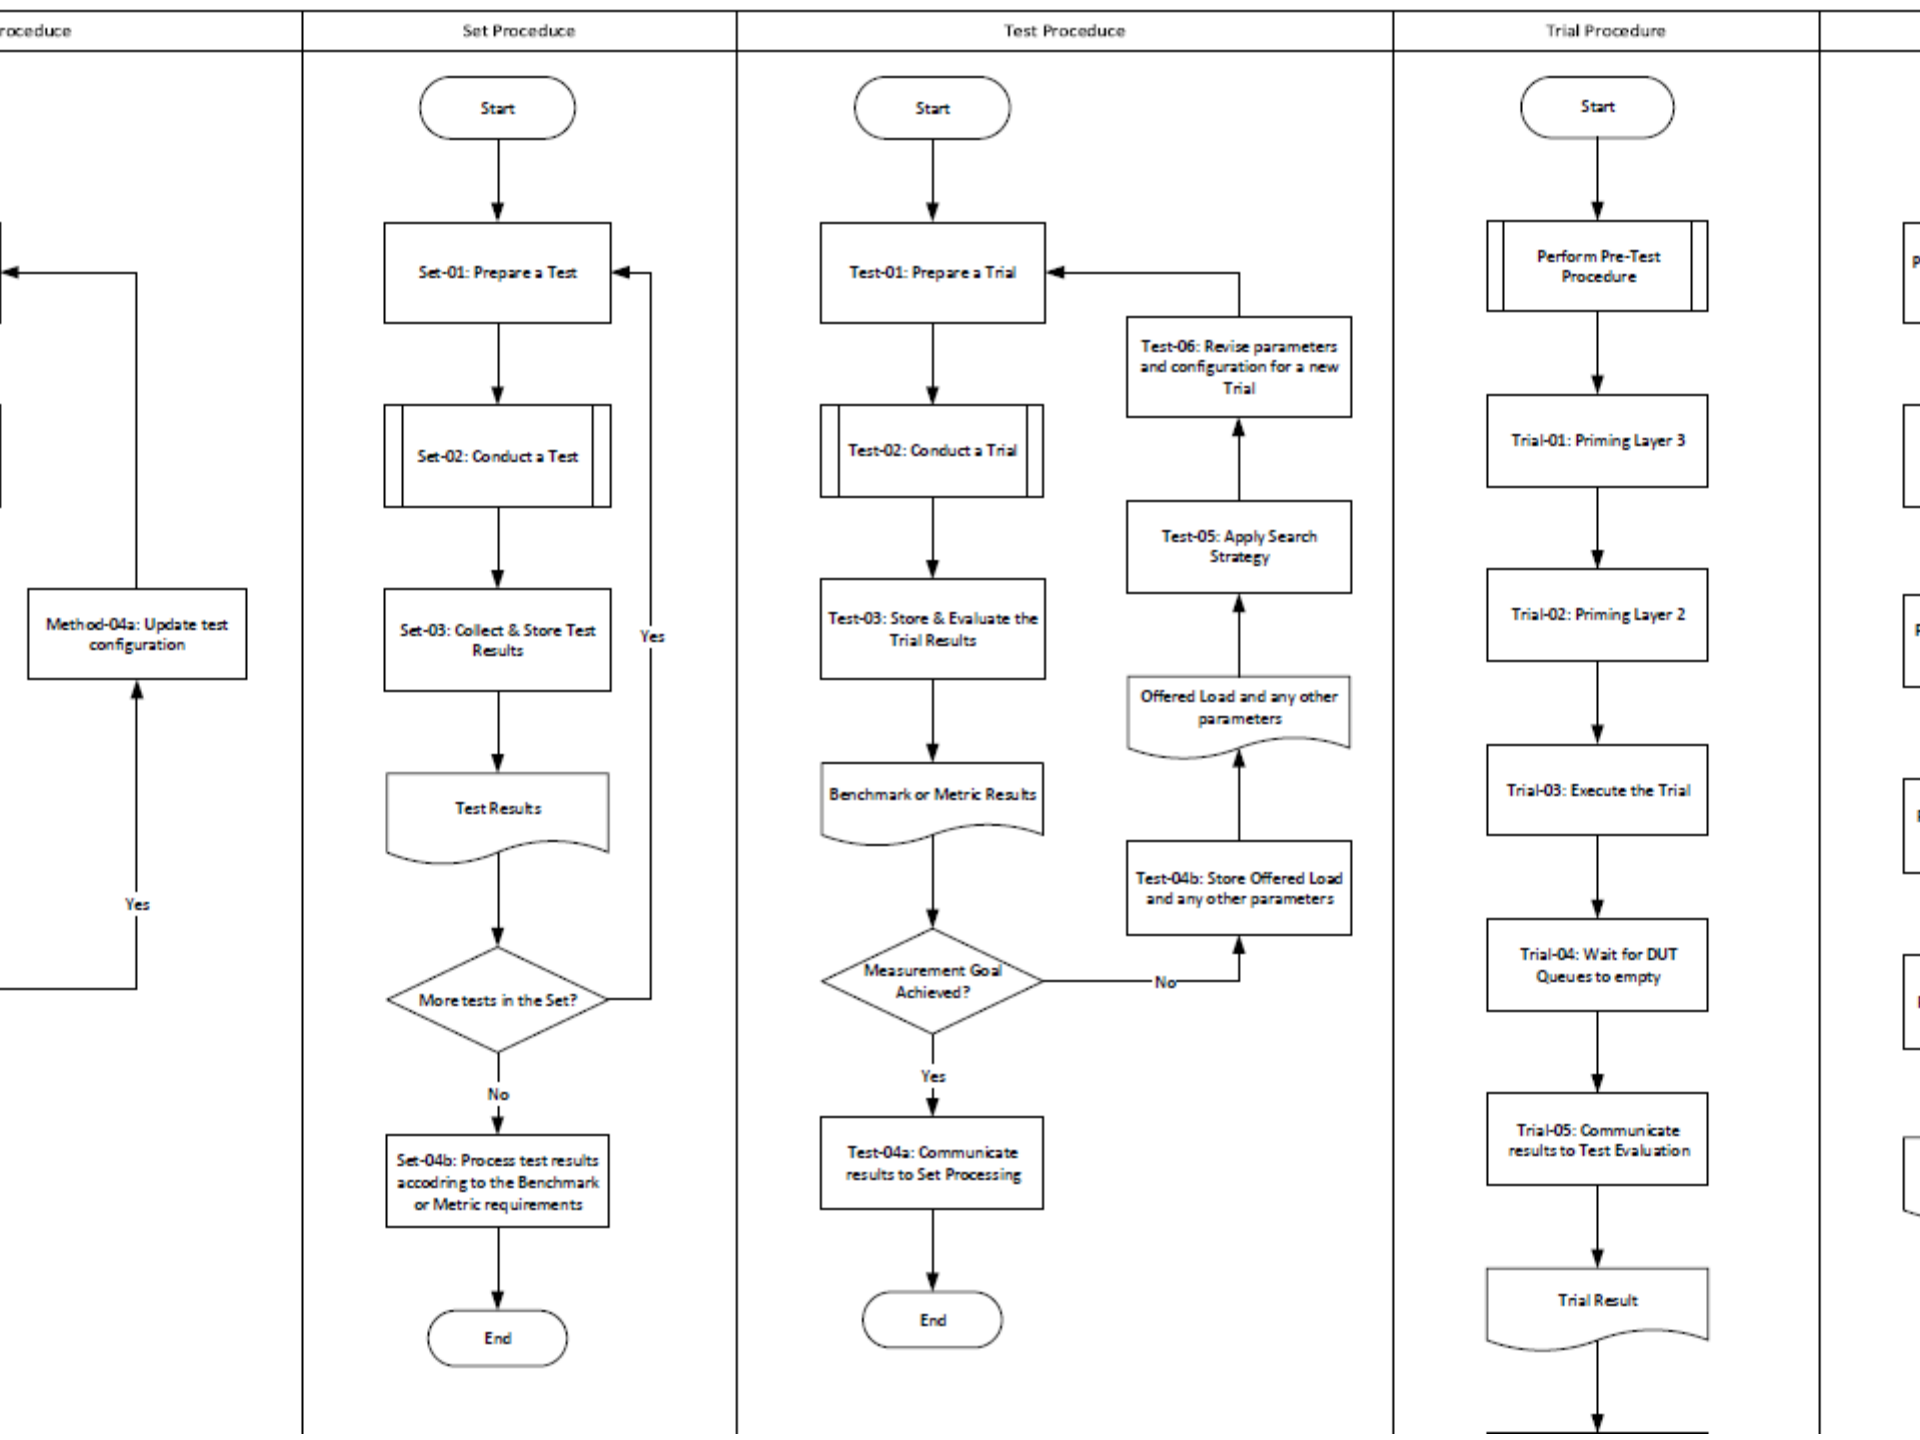 rocedure
Yes
Method-04a: Update test
configuration
Yes
Set Procedure
Start
Set-01: Prepare a Test
Set-02: Conduct a Test
Set-03: Collect & Store Test
Results
Yes
Test Results
More tests in the Set?
No
Set-04b: Process test results
accodring to the Benchmark
or Metric requirements
End
Test Procedure
Start
Test-01: Prepare a Trial
Test-02: Conduct a Trial
Test-03: Store & Evaluate the
Trial Results
Benchmark or Metric Results
Measurement Goal
Achieved?
No
Yes
Test-04a: Communicate
results to Set Processing
End
Test-06: Revise parameters
and configuration for a new
Trial
Test-05: Apply Search
Strategy
Offered Load and any other
parameters
Test-04b: Store Offered Load
and any other parameters
Trial Procedure
Start
Perform Pre-Test
Procedure
Trial-01: Priming Layer 3
Trial-02: Priming Layer 2
Trial-03: Execute the Trial
Trial-04: Wait for DUT
Queues to empty
Trial-05: Communicate
results to Test Evaluation
Trial Result